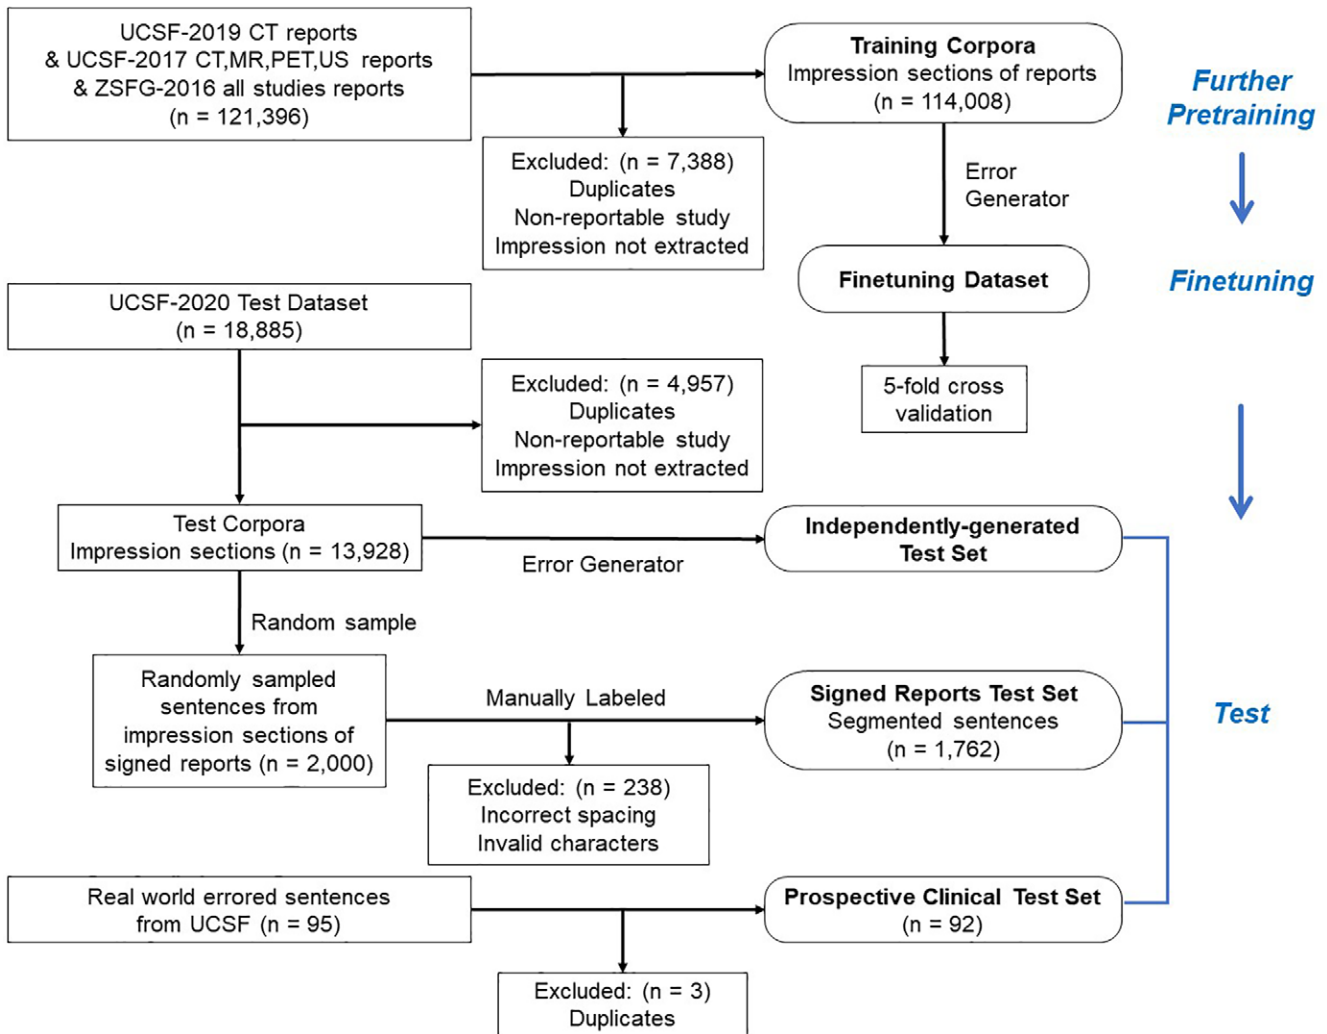 UCSF-2019 CT reports
& UCSF-2017 CT,MR,PET,US reports
& ZSFG-2016 all studies reports
(n = 121,396)
Training Corpora
Impression sections of reports
(n = 114,008)
Further
Pretraining
Excluded: (n = 7,388)
Duplicates
Non-reportable study
Impression not extracted
Error
Generator
Finetuning Dataset
Finetuning
UCSF-2020 Test Dataset
(n = 18,885)
Excluded: (n = 4,957)
Duplicates
Non-reportable study
Impression not extracted
5-fold cross
validation
Test Corpora
Impression sections (n = 13,928)
Error Generator
Independently-generated
Test Set
Random sample
Randomly sampled
sentences from
impression sections of
signed reports (n = 2,000)
Manually Labeled
Signed Reports Test Set
Segmented sentences
(n = 1,762)
Test
Excluded: (n = 238)
Incorrect spacing
Invalid characters
Real world errored sentences
from UCSF (n = 95)
Prospective Clinical Test Set
(n = 92)
Excluded: (n = 3)
Duplicates